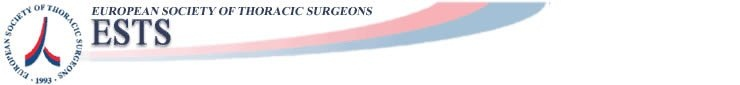 EUROPEAN SOCIETY OF THORACIC SURGEONS
ESTS
EUROPEAN SOCIETY OF THORACIC SURGEONS
· 1993 ·